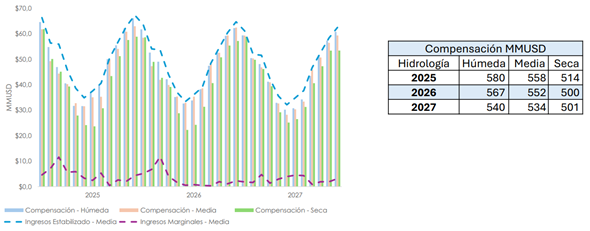 $70.0
$60.0
$50.0
$40.0
$30.0
$20.0
$10.0
$0.0
MMUSD
2025
2026
2027
Compensación - Húmeda
Compensación - Media
Compensación - Seca
Ingresos Estabilizado - Media
Ingresos Marginales - Media
Compensación MMUSD
Hidrología Húmeda Media Seca
2025 580 558 514
2026 567 552 500
2027 540 534 501